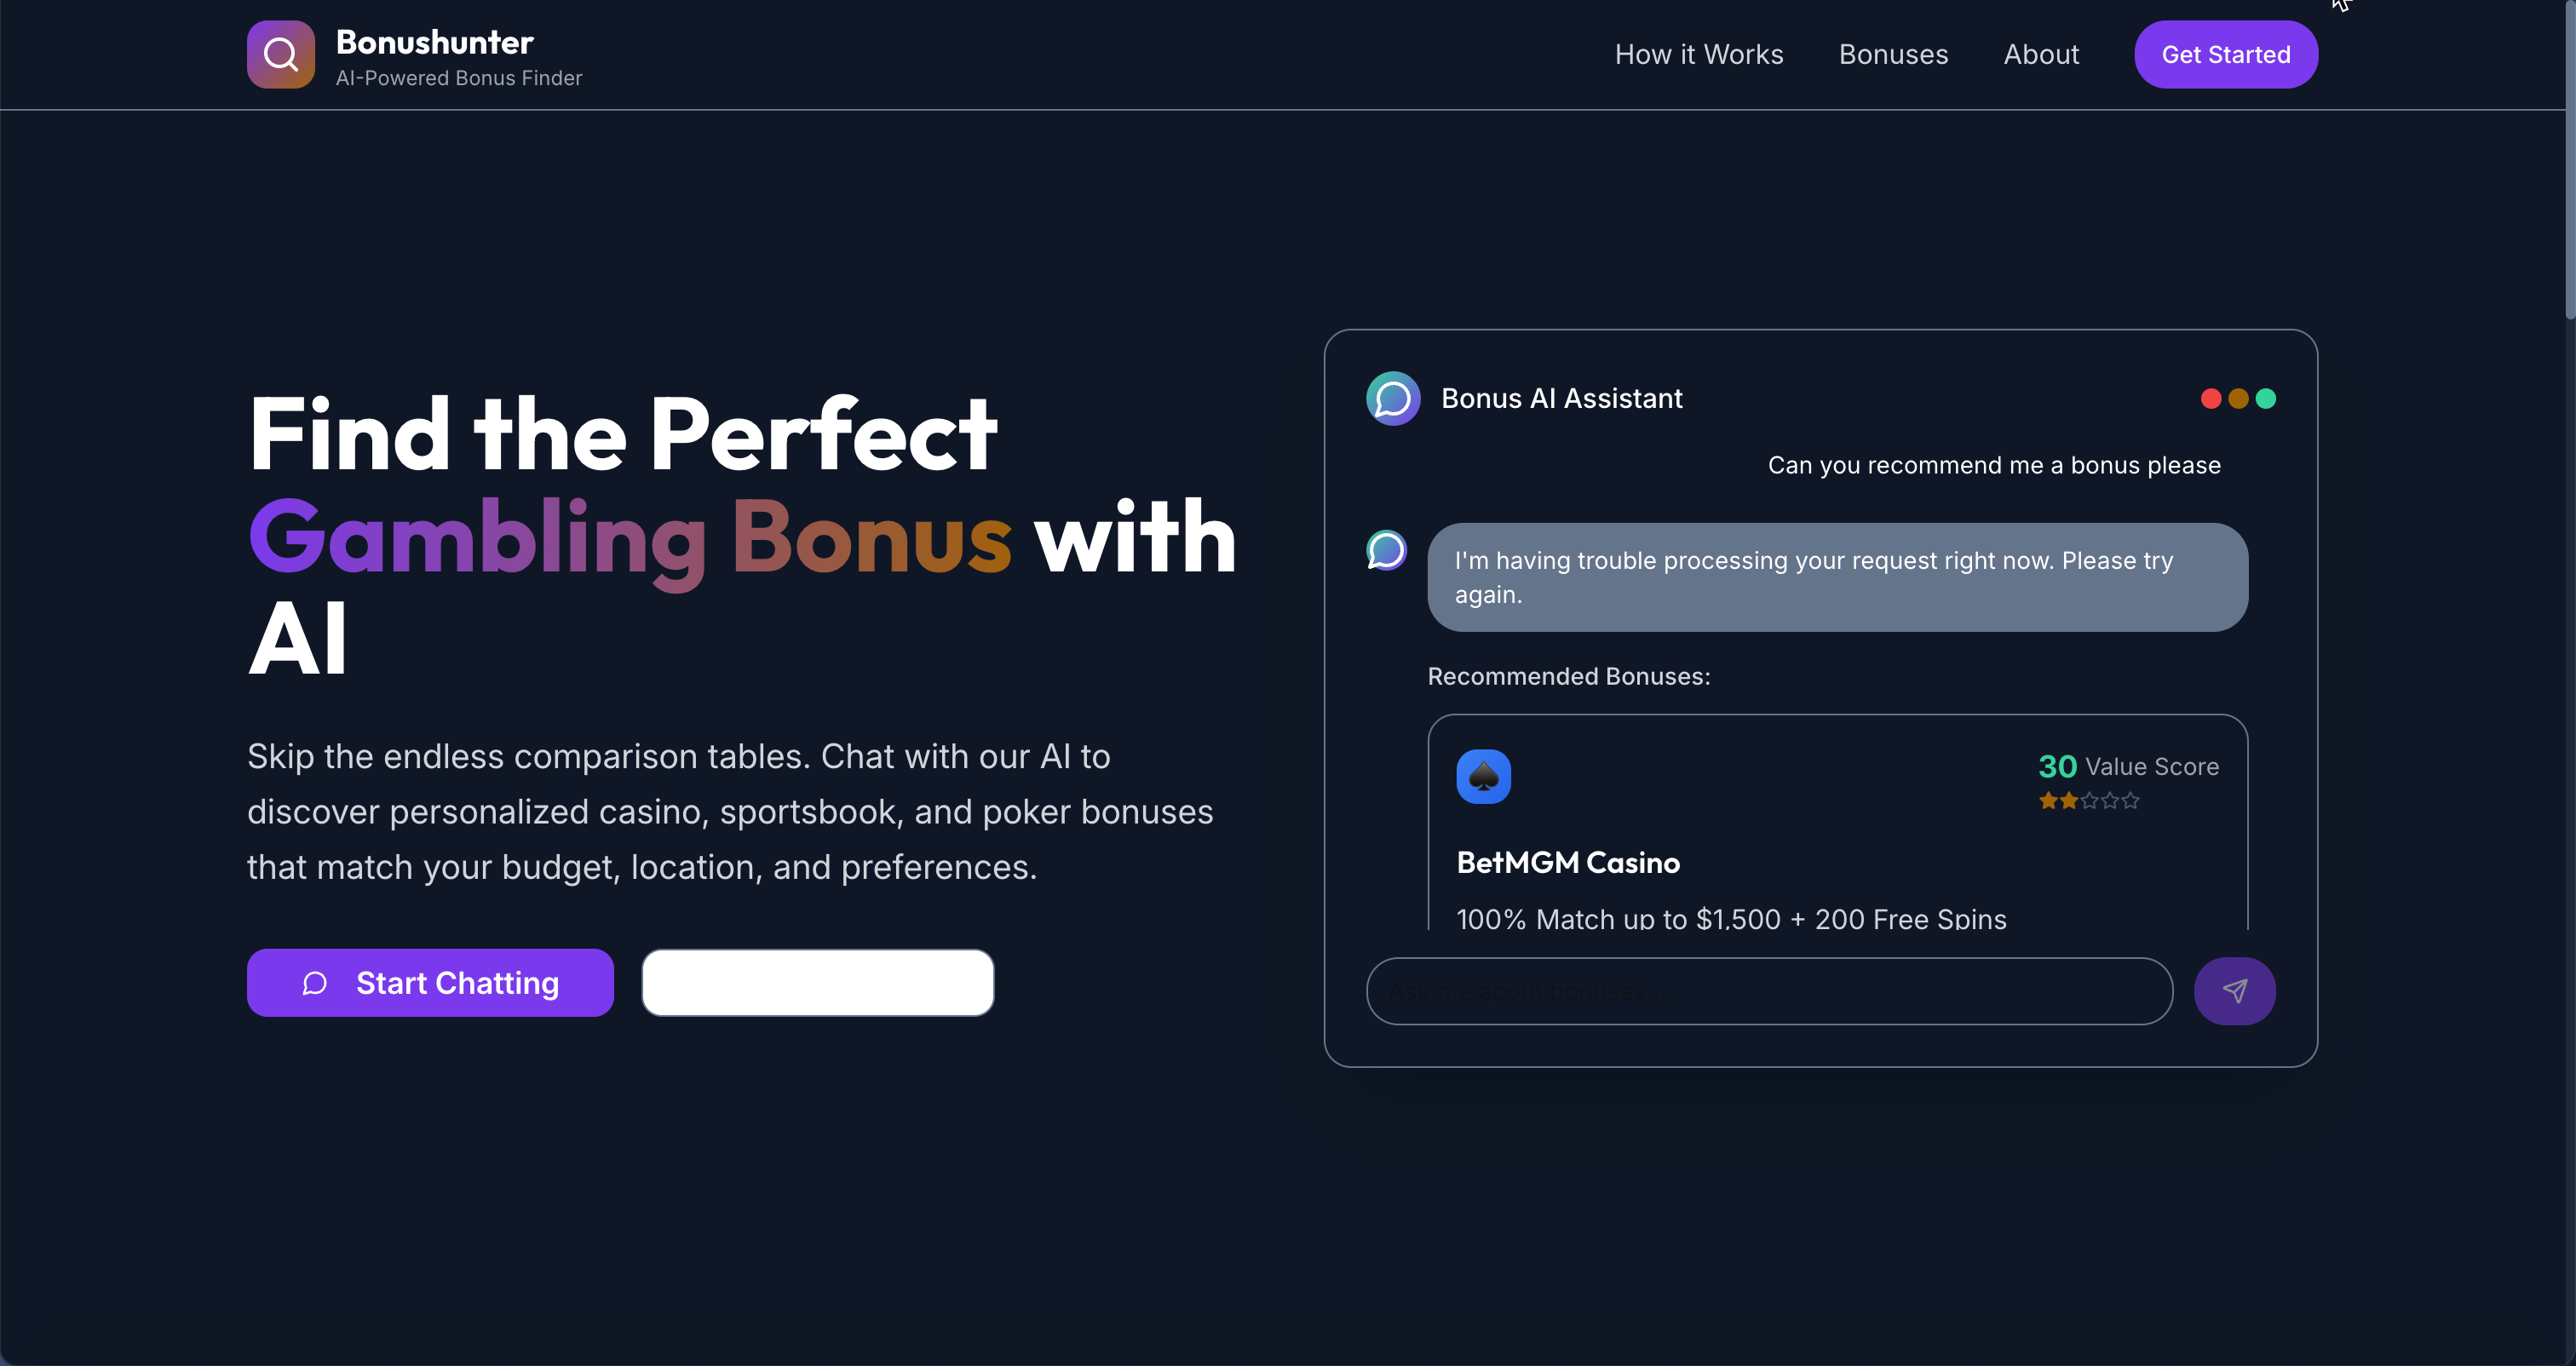 Bonushunter
AI-Powered Bonus Finder
How it Works
Bonuses
About
Get Started
Find the Perfect
Gambling Bonus with
AI
Skip the endless comparison tables. Chat with our AI to
discover personalized casino, sportsbook, and poker bonuses
that match your budget, location, and preferences.
Start Chatting
Bonus AI Assistant
Can you recommend me a bonus please
I'm having trouble processing your request right now. Please try
again.
Recommended Bonuses:
30 Value Score
BetMGM Casino
100% Match up to $1,500 + 200 Free Spins
Ask me about bonuses...